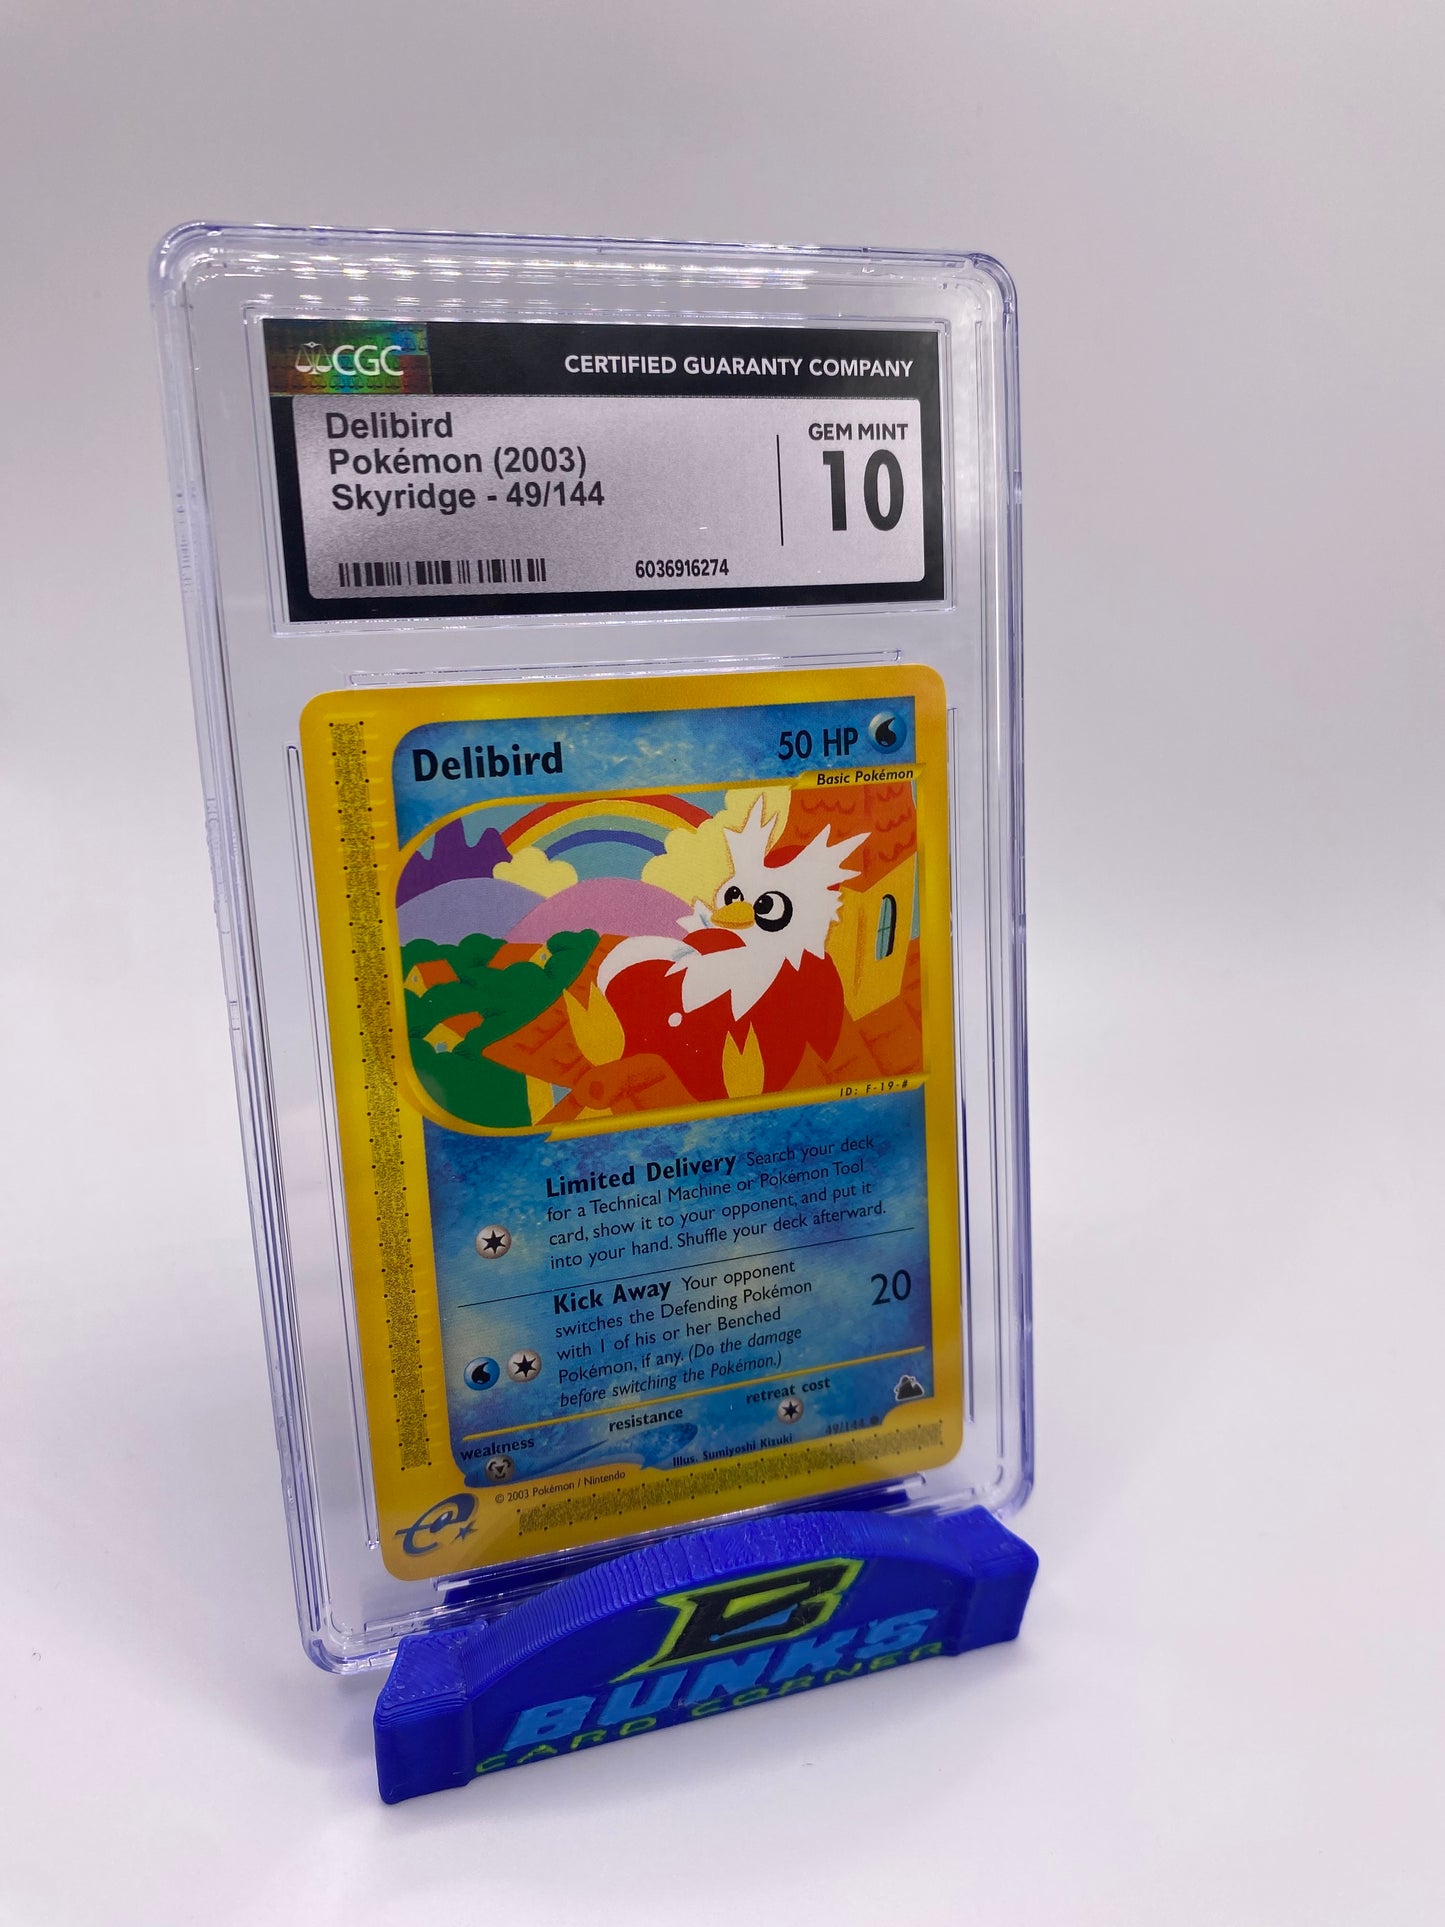 CGC
CERTIFIED GUARANTY COMPANY
Delibird
Pokémon (2003)
Skyridge - 49/144
GEM MINT
10
6036916274
Delibird
50 HP
Basic Pokémon
ID: F-19-#
Limited Delivery Search your deck
for a Technical Machine or Pokémon Tool
card, show it to your opponent, and put it
into your hand. Shuffle your deck afterward.
Kick Away Your opponent
switches the Defending Pokémon
with 1 of his or her Benched
Pokémon, if any. (Do the damage
before switching the Pokémon.)
20
weakness
resistance
retreat cost
Illus. Sumiyoshi Kizuki
49/144
© 2003 Pokémon / Nintendo
e
B
BUNK'S
CARD CORNER